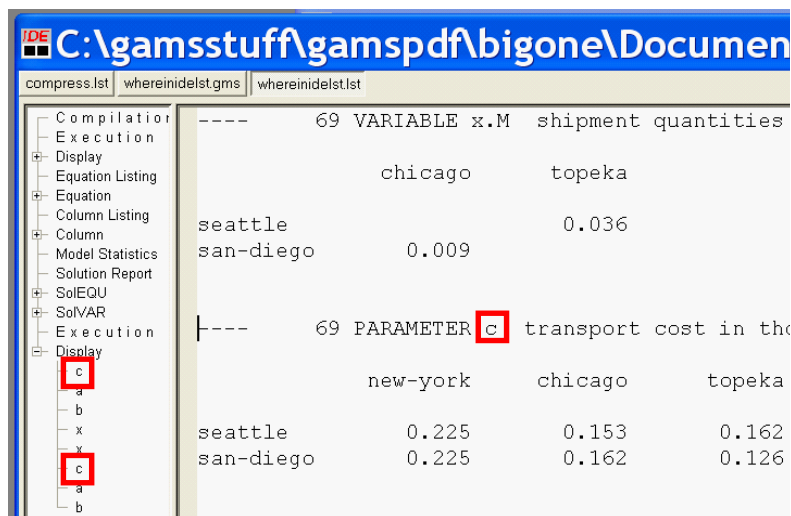 IDE C:\gamsstuff\gamspdf\bigone\Documen
compress.lst whereinidelst.gms whereinidelst.lst
Compilation
Execution
Display
Equation Listing
Equation
Column Listing
Column
Model Statistics
Solution Report
SolEQU
SolVAR
Execution
Display
c
a
b
x
x
c
a
b
---- 69 VARIABLE x.M shipment quantities
chicago topeka
seattle 0.036
san-diego 0.009
---- 69 PARAMETER c transport cost in tho
new-york chicago topeka
seattle 0.225 0.153 0.162
san-diego 0.225 0.162 0.126